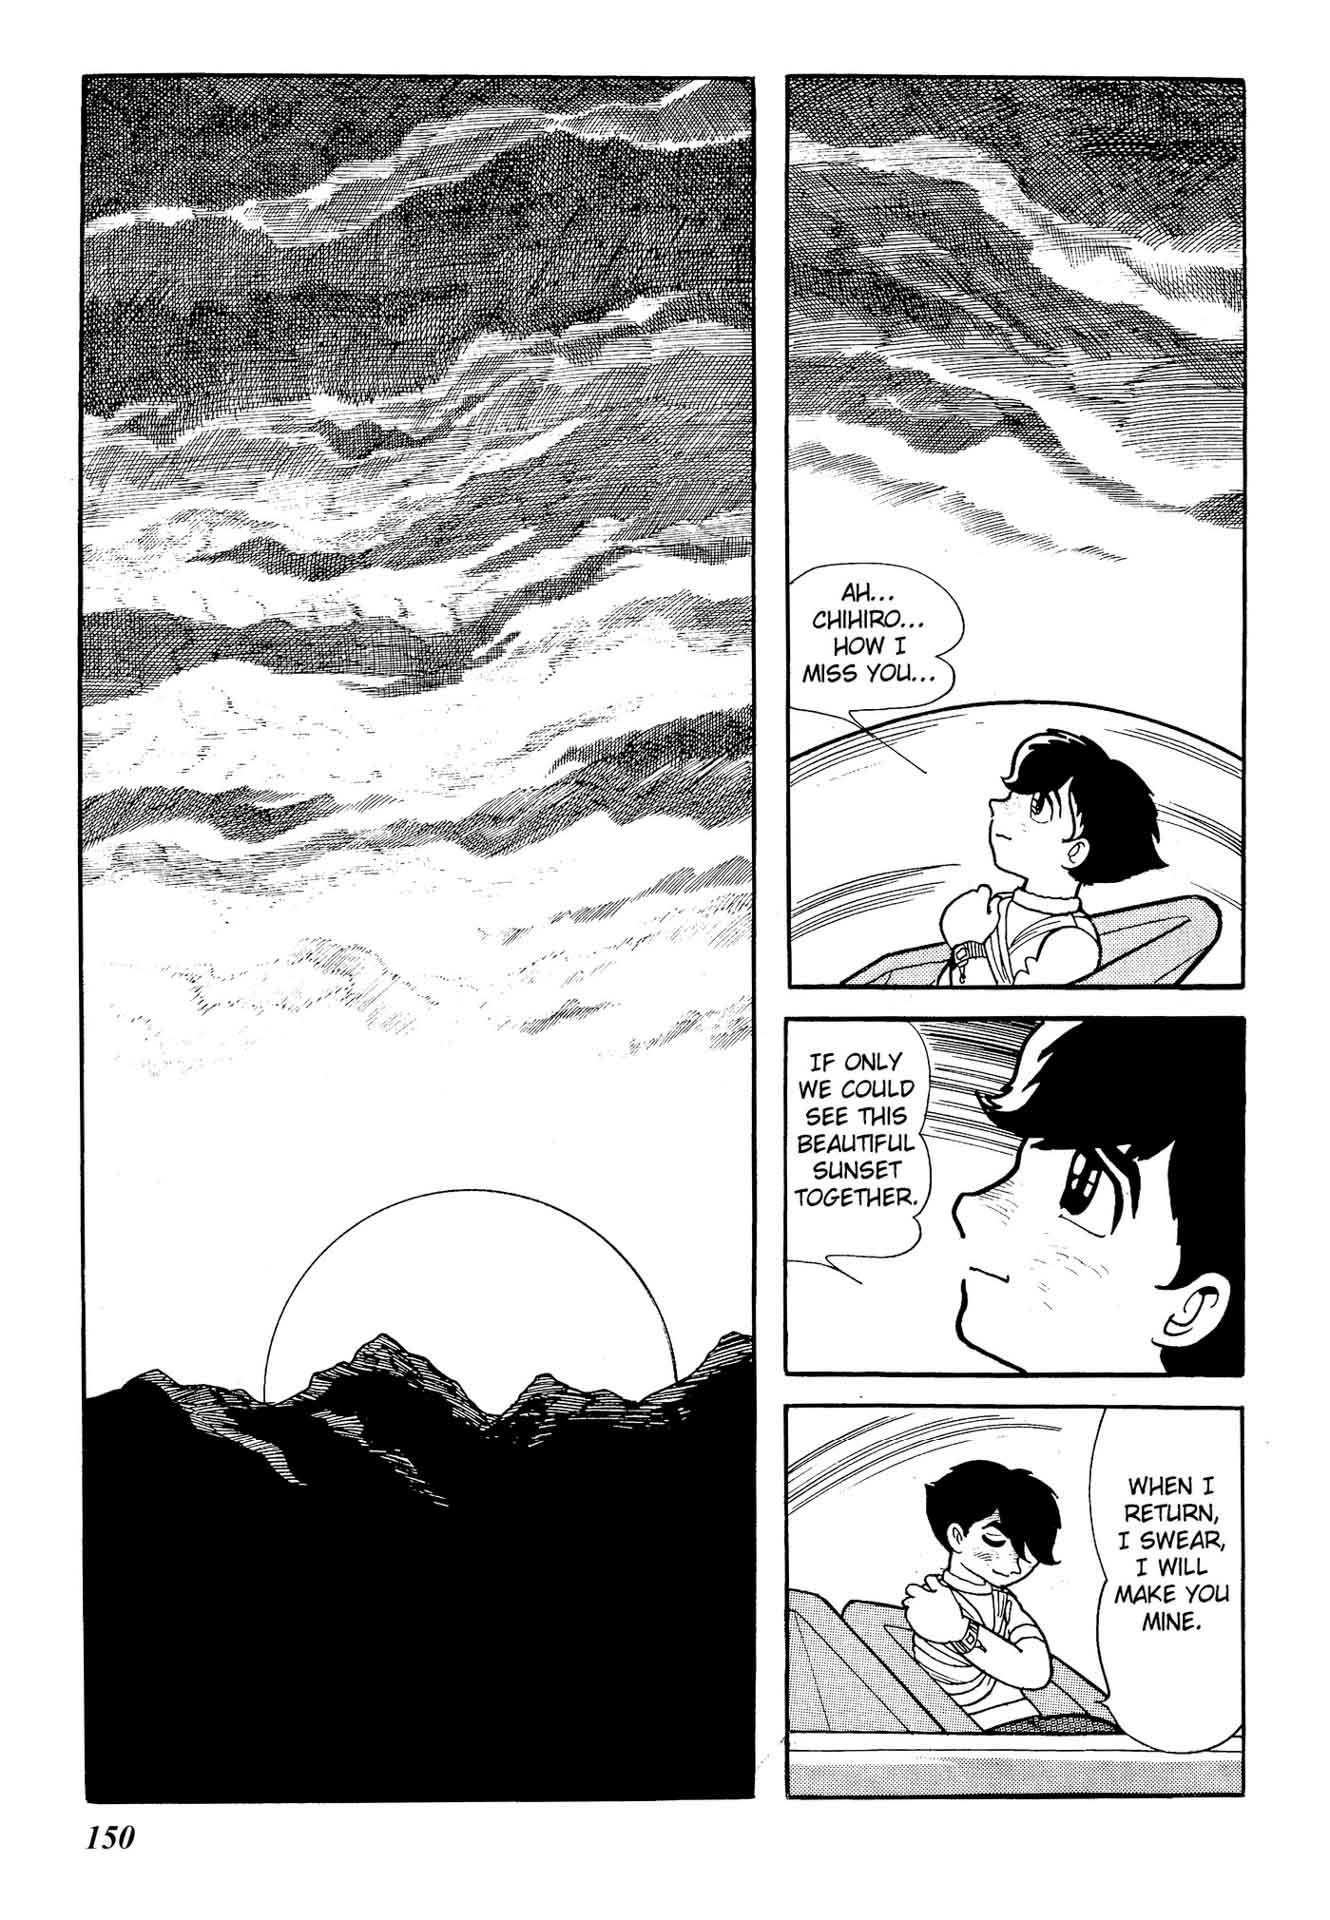 AH...
CHIHIRO...
HOW I
MISS YOU...
IF ONLY
WE COULD
SEE THIS
BEAUTIFUL
SUNSET
TOGETHER.
WHEN I
RETURN,
I SWEAR,
I WILL
MAKE YOU
MINE.
150